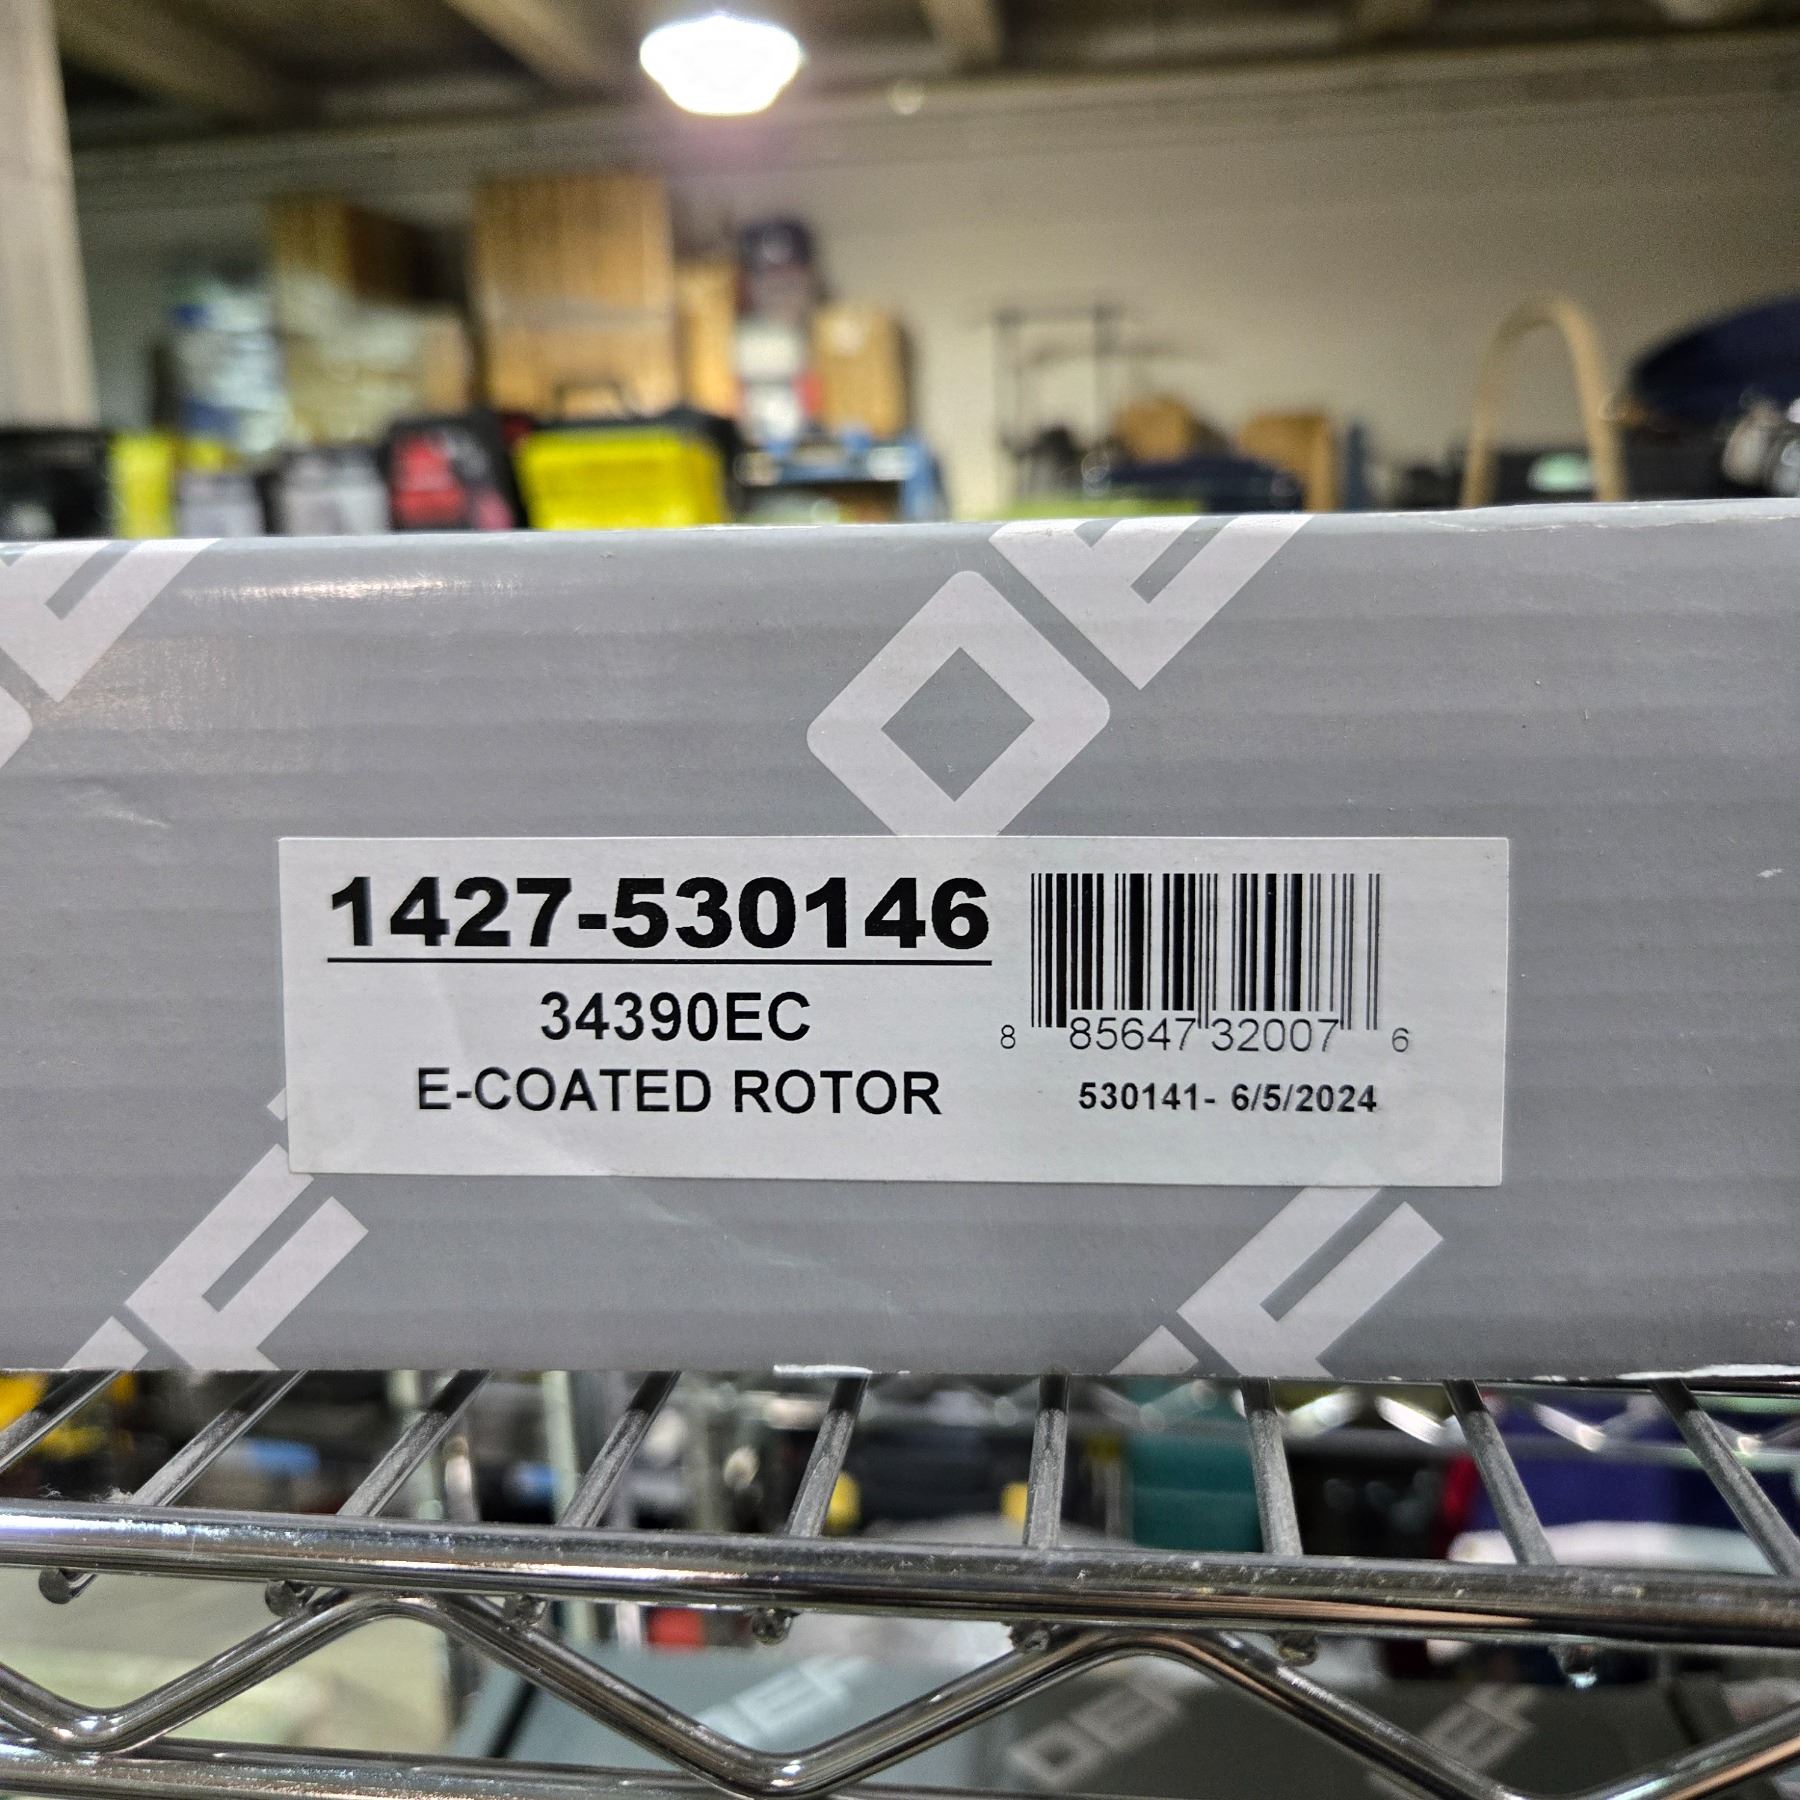 1427-530146
34390EC
E-COATED ROTOR
8 85647 32007 6
530141- 6/5/2024